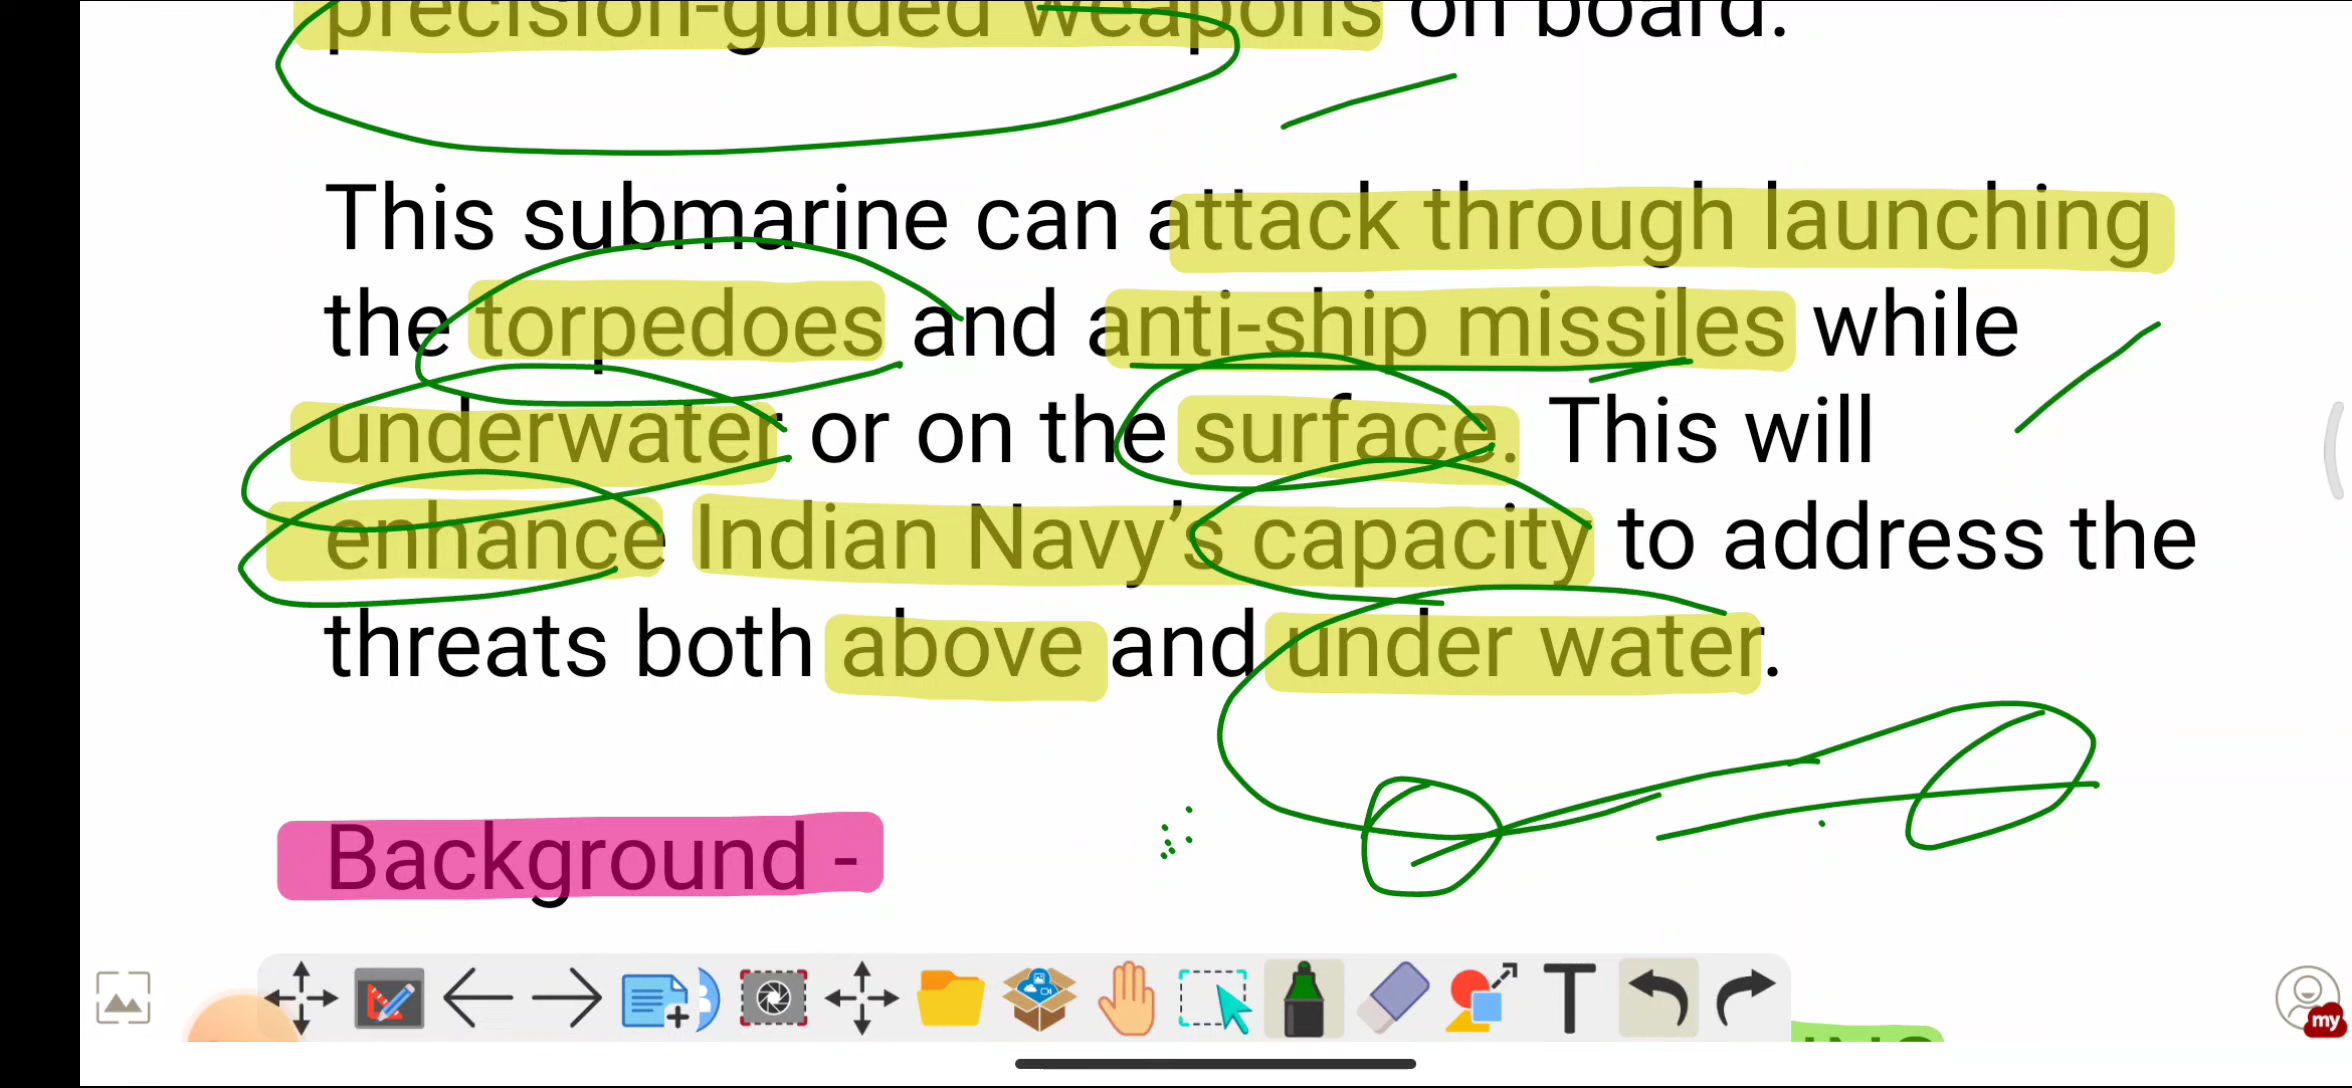 precision-guided weapons on board.
This submarine can attack through launching
the torpedoes and anti-ship missiles while
underwater or on the surface. This will
enhance Indian Navy's capacity to address the
threats both above and under water.
Background -
T
my